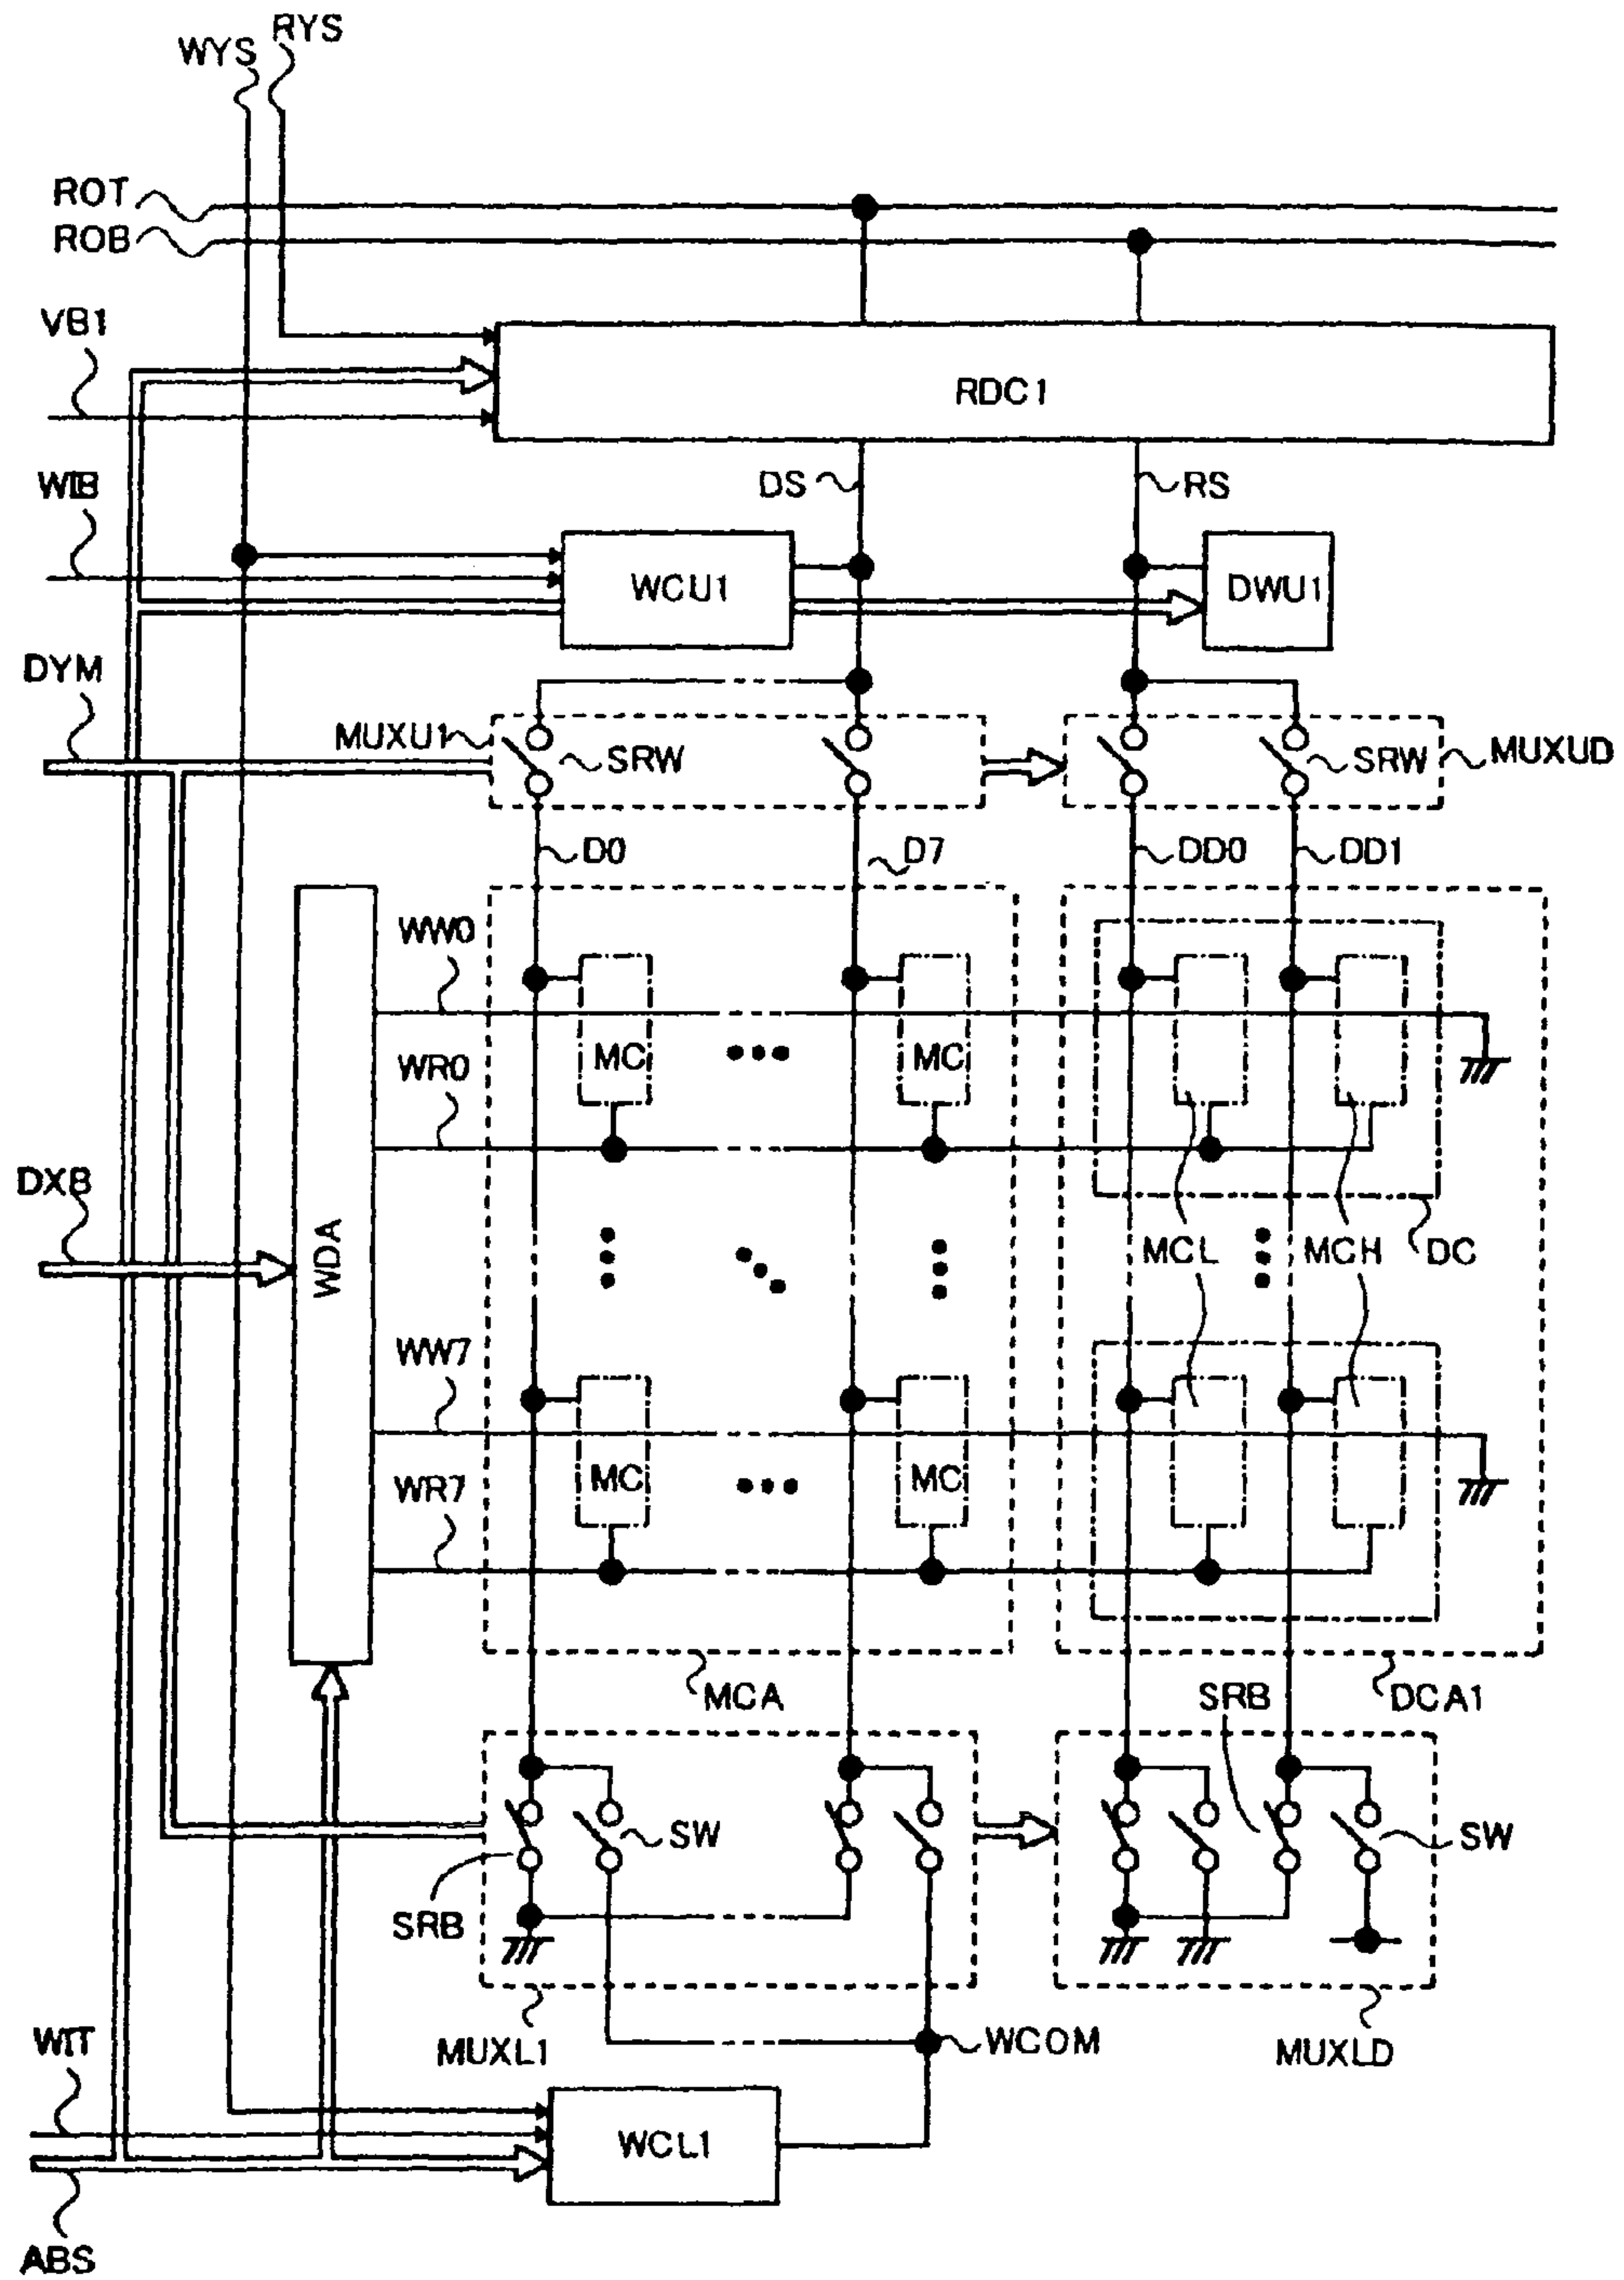 WYS RYS
ROT
ROB
VB1
RDC1
WIB
DS RS
WCU1 DWU1
DYM
MUXU1 SRW SRW MUXUD
D0 D7 DD0 DD1
WW0
MC MC
WR0
DXB
WDA
MCL MCH DC
WW7
MC MC
WR7
MCA SRB DCA1
SW SW
SRB
WIT
MUXL1 WCOM MUXLD
WCL1
ABS